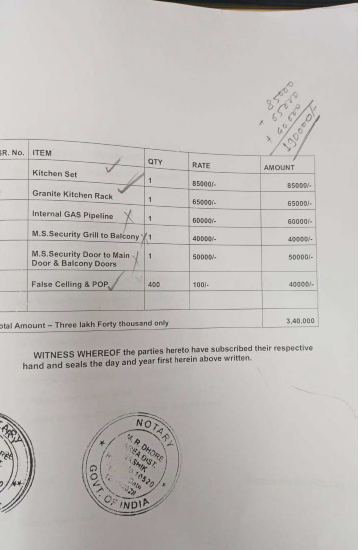 85000
+ 65000
+ 40000
190000/-
SR. No. ITEM QTY RATE AMOUNT
Kitchen Set 1 85000/- 85000/-
Granite Kitchen Rack 1 65000/- 65000/-
Internal GAS Pipeline 1 60000/- 60000/-
M.S.Security Grill to Balcony 1 40000/- 40000/-
M.S.Security Door to Main 1 50000/- 50000/-
Door & Balcony Doors
False Celling & POP 400 100/- 40000/-
otal Amount – Three lakh Forty thousand only 3,40,000
WITNESS WHEREOF the parties hereto have subscribed their respective
hand and seals the day and year first herein above written.
NOTARY
M.R DHORE
DIST.
GOVT. OF INDIA